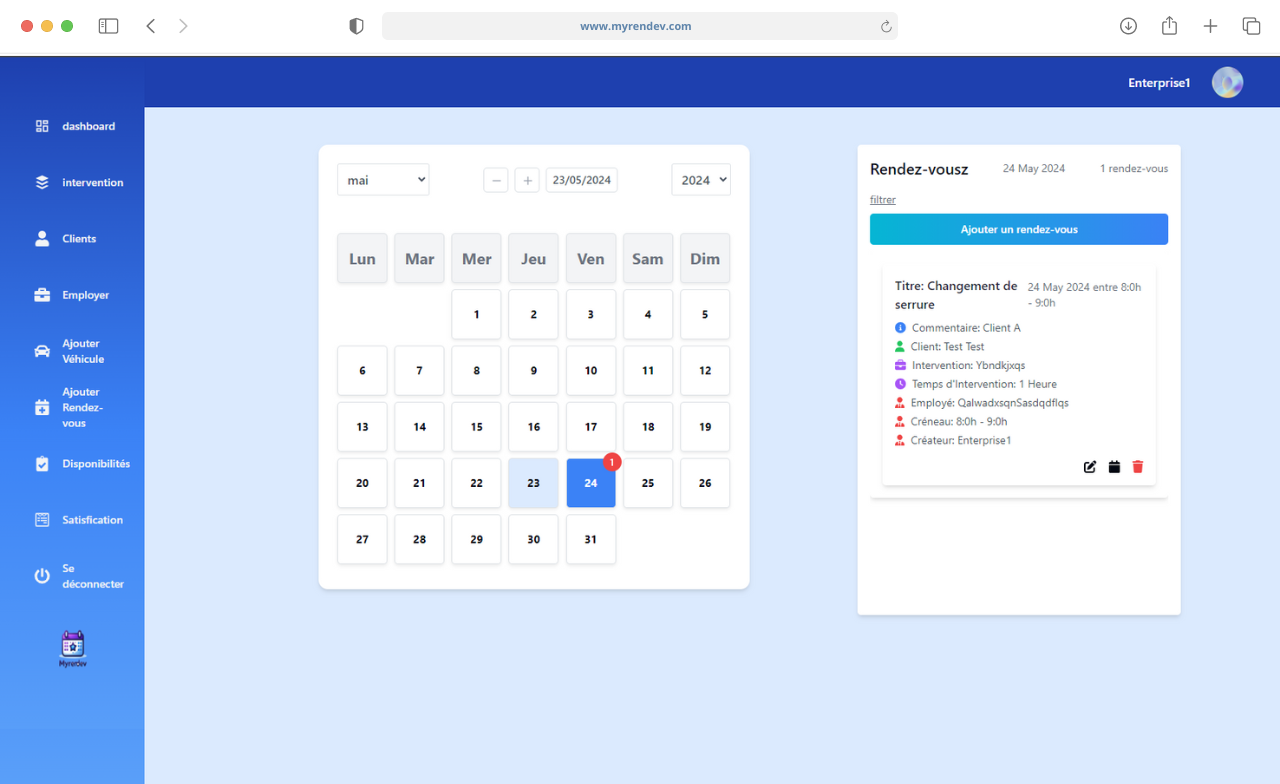 www.myrendev.com
Enterprise1
dashboard
intervention
Clients
Employer
Ajouter
Véhicule
Ajouter
Rendez-
vous
Disponibilités
Satisfication
Se
déconnecter
Myredev
mai 23/05/2024 2024
Lun Mar Mer Jeu Ven Sam Dim
1 2 3 4 5
6 7 8 9 10 11 12
13 14 15 16 17 18 19
1
20 21 22 23 24 25 26
27 28 29 30 31
Rendez-vousz 24 May 2024 1 rendez-vous
filtrer
Ajouter un rendez-vous
Titre: Changement de
serrure
24 May 2024 entre 8:0h
- 9:0h
Commentaire: Client A
Client: Test Test
Intervention: Ybndkjxqs
Temps d'Intervention: 1 Heure
Employé: QalwadxsqnSasdqdflqs
Créneau: 8:0h - 9:0h
Créateur: Enterprise1